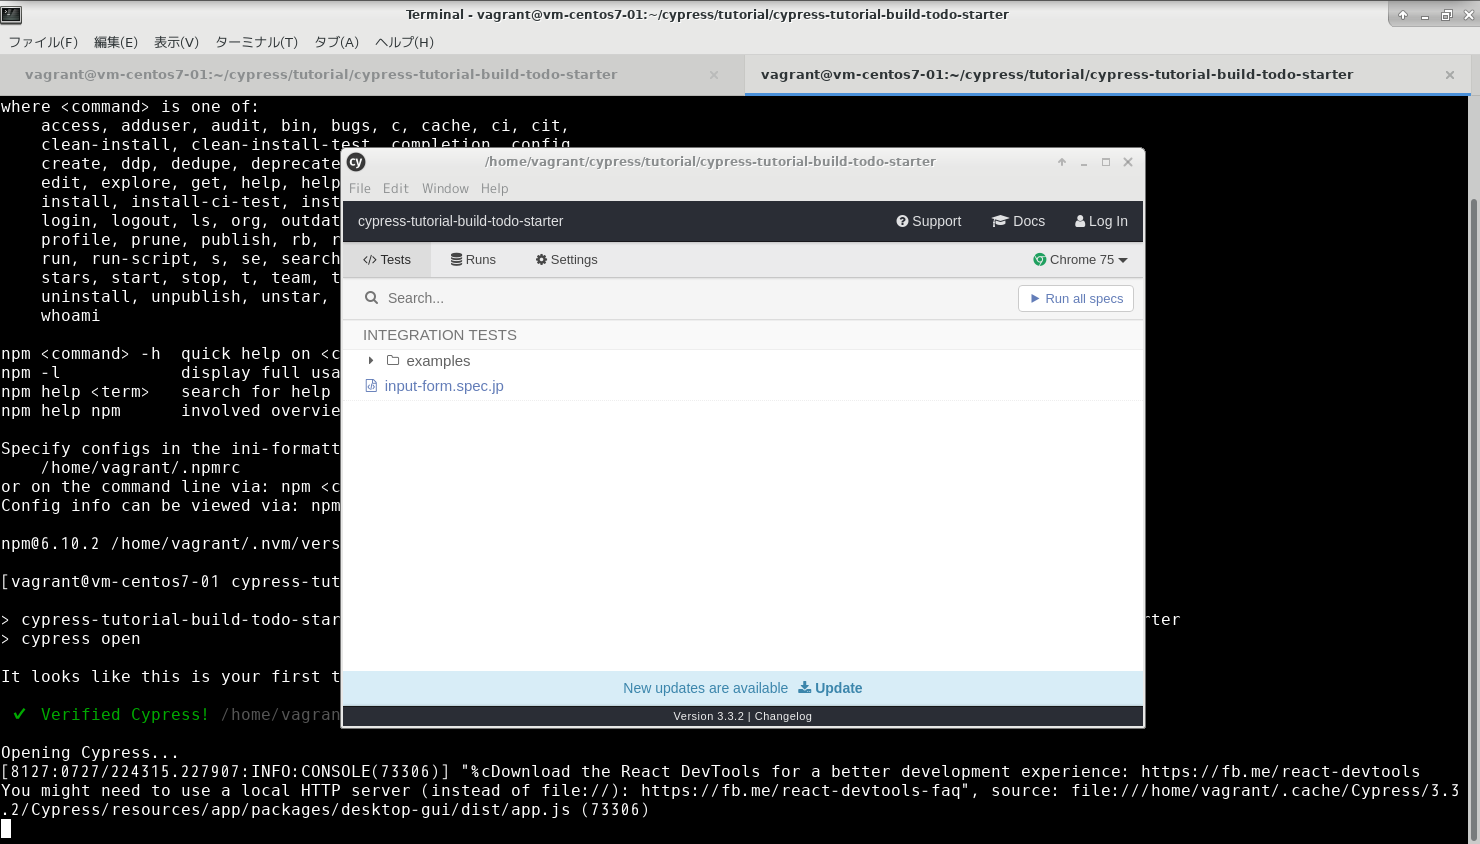 Terminal - vagrant@vm-centos7-01:~/cypress/tutorial/cypress-tutorial-build-todo-starter
ファイル(F) 編集(E) 表示(V) ターミナル(T) タブ(A) ヘルプ(H)
vagrant@vm-centos7-01:~/cypress/tutorial/cypress-tutorial-build-todo-starter × vagrant@vm-centos7-01:~/cypress/tutorial/cypress-tutorial-build-todo-starter ×
where <command> is one of:
access, adduser, audit, bin, bugs, c, cache, ci, cit,
clean-install, clean-install-test, completion, config,
create, ddp, dedupe, deprecate
edit, explore, get, help, help
install, install-ci-test, inst
login, logout, ls, org, outdat
profile, prune, publish, rb, r
run, run-script, s, se, search
stars, start, stop, t, team, t
uninstall, unpublish, unstar,
whoami
npm <command> -h quick help on <c
npm -l display full usa
npm help <term> search for help
npm help npm involved overvie
Specify configs in the ini-formatt
/home/vagrant/.npmrc
or on the command line via: npm <c
Config info can be viewed via: npm
npm@6.10.2 /home/vagrant/.nvm/vers
[vagrant@vm-centos7-01 cypress-tut
> cypress-tutorial-build-todo-star rter
> cypress open
It looks like this is your first t
✔ Verified Cypress! /home/vagran
Opening Cypress...
[8127:0727/224315.227907:INFO:CONSOLE(73306)] "%cDownload the React DevTools for a better development experience: https://fb.me/react-devtools
You might need to use a local HTTP server (instead of file://): https://fb.me/react-devtools-faq", source: file:///home/vagrant/.cache/Cypress/3.3
.2/Cypress/resources/app/packages/desktop-gui/dist/app.js (73306)
cy /home/vagrant/cypress/tutorial/cypress-tutorial-build-todo-starter
File Edit Window Help
cypress-tutorial-build-todo-starter Support Docs Log In
</> Tests Runs Settings Chrome 75
Search... Run all specs
INTEGRATION TESTS
examples
input-form.spec.jp
New updates are available Update
Version 3.3.2 | Changelog